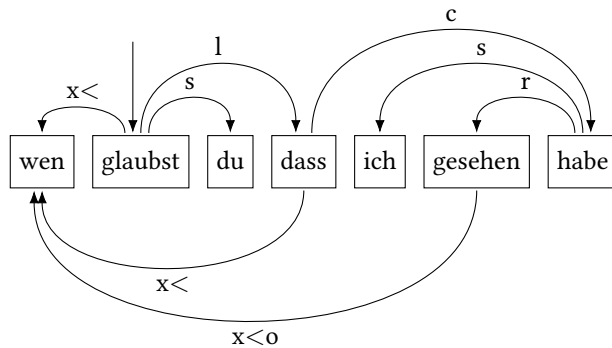 c
l s
x< s r
wen glaubst du dass ich gesehen habe
x<
x<o